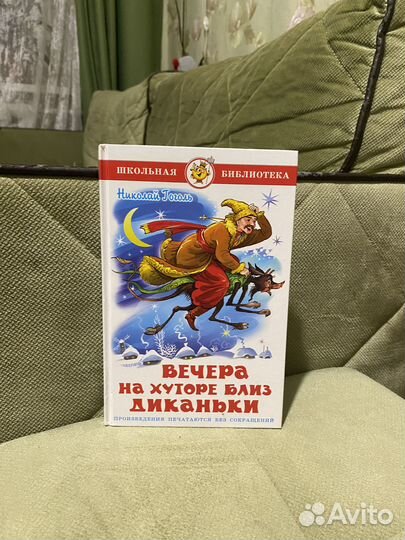 ШКОЛЬНАЯ БИБЛИОТЕКА
Николай Гоголь
ВЕЧЕРА
НА ХУТОРЕ БЛИЗ
ДИКАНЬКИ
ПРОИЗВЕДЕНИЯ ПЕЧАТАЮТСЯ БЕЗ СОКРАЩЕНИЙ
Avito